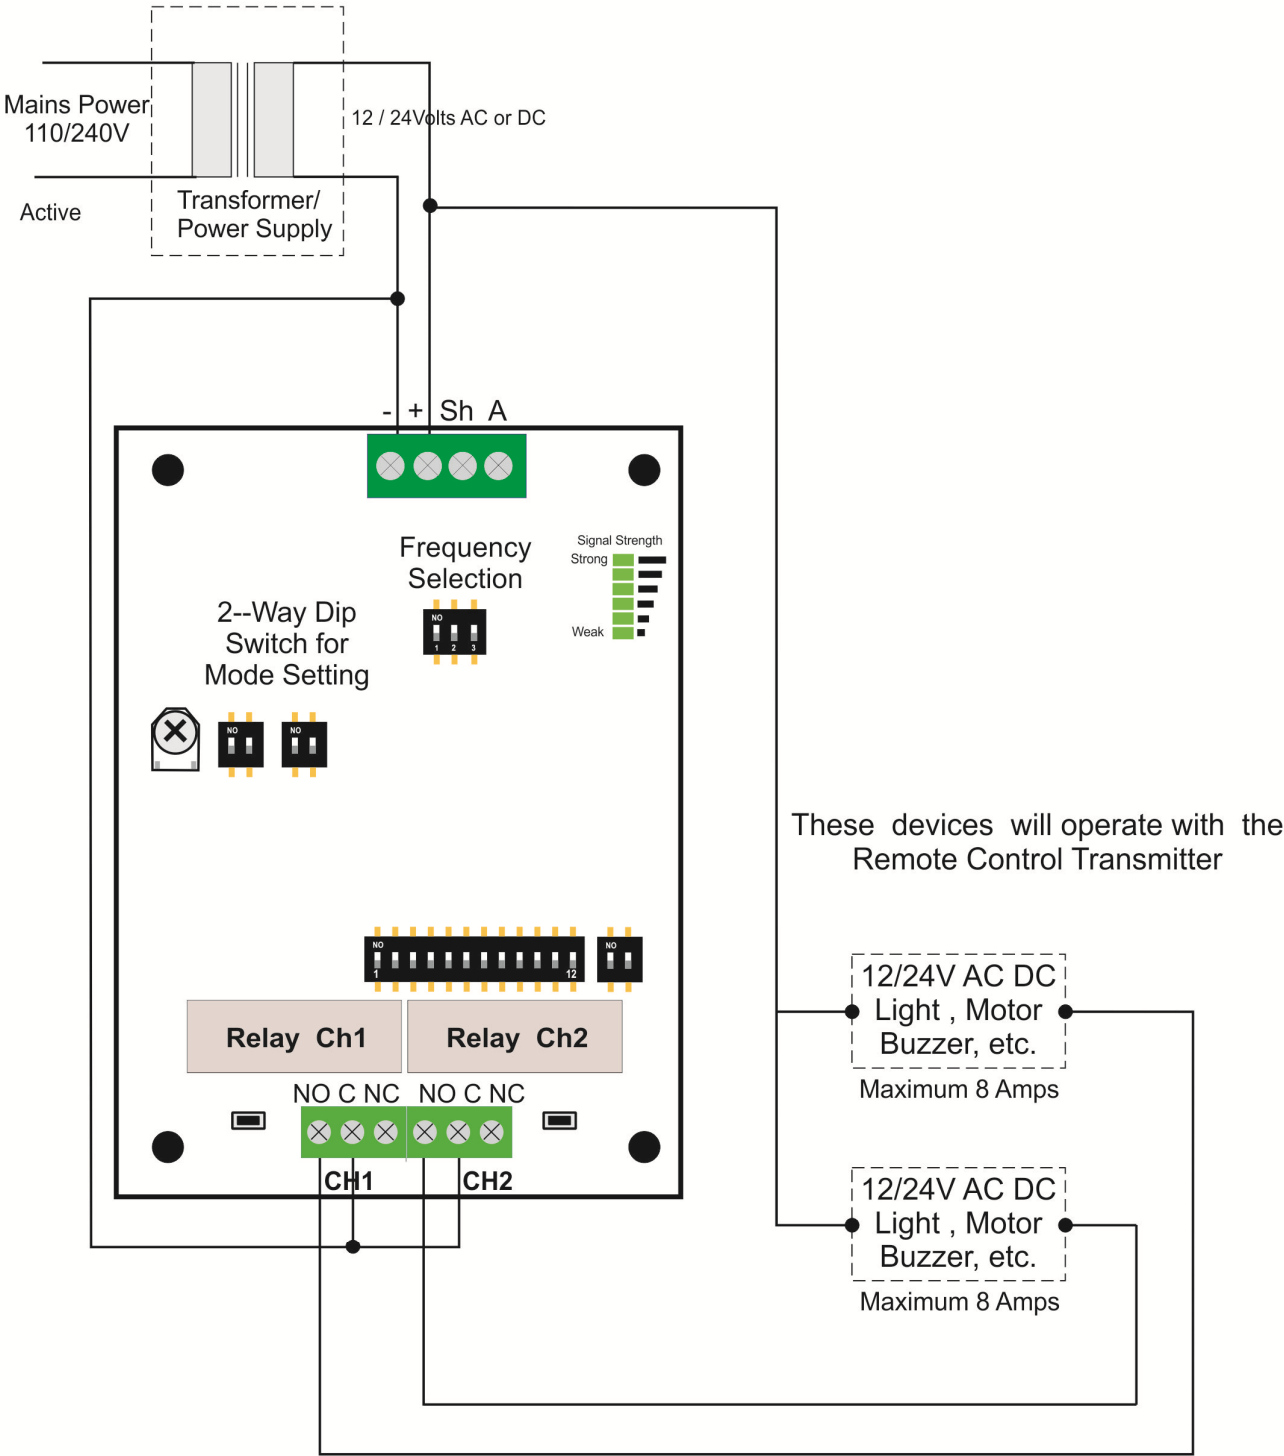 Mains Power
110/240V
12 / 24Volts AC or DC
Active
Transformer/
Power Supply
- + Sh A
Frequency
Selection
Signal Strength
Strong
Weak
NO
1 2 3
2--Way Dip
Switch for
Mode Setting
NO
NO
These devices will operate with the
Remote Control Transmitter
NO
1 12
NO
Relay Ch1
Relay Ch2
NO C NC
NO C NC
CH1
CH2
12/24V AC DC
Light , Motor
Buzzer, etc.
Maximum 8 Amps
12/24V AC DC
Light , Motor
Buzzer, etc.
Maximum 8 Amps